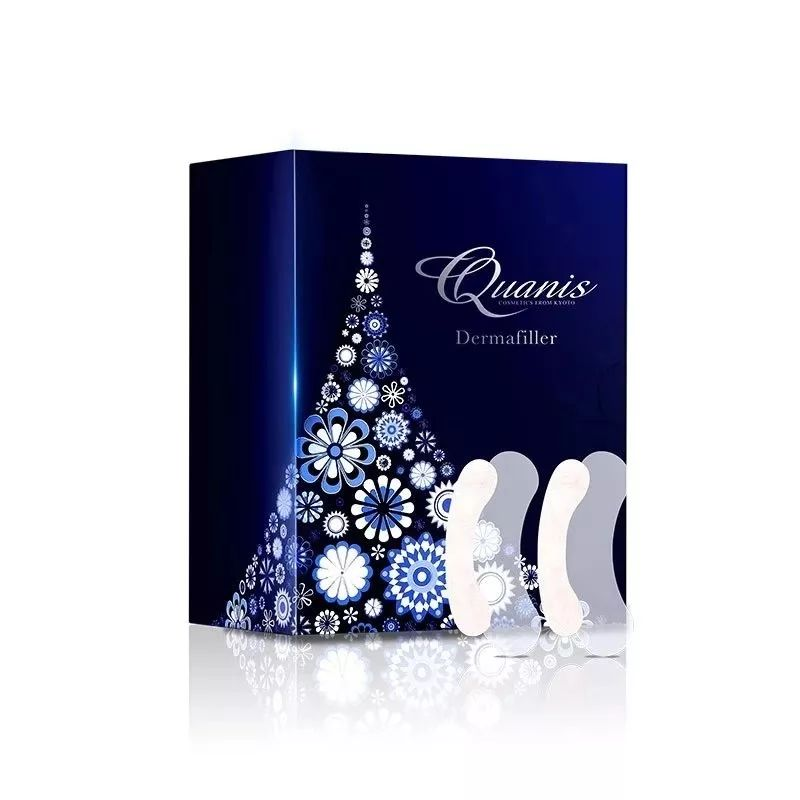 Quanis
COSMETICS FROM KYOTO
Dermafiller